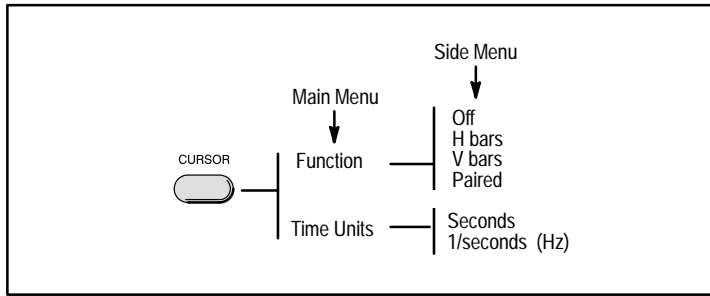 Side Menu
Main Menu
Off
H bars
V bars
Paired
CURSOR
Function
Time Units
Seconds
1/seconds (Hz)